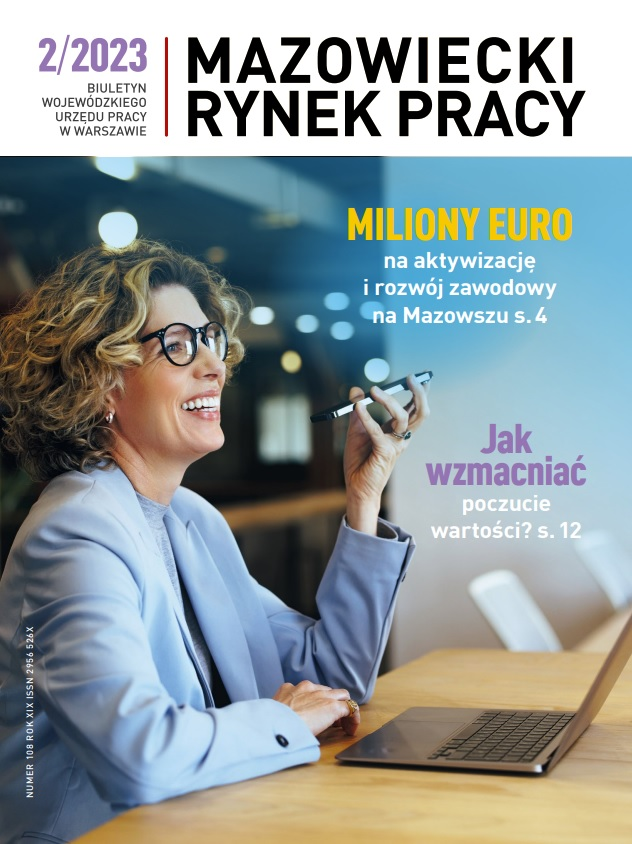 2/2023
BIULETYN
WOJEWÓDZKIEGO
URZĘDU PRACY
W WARSZAWIE
MAZOWIECKI
RYNEK PRACY
MILIONY EURO
na aktywizację
i rozwój zawodowy
na Mazowszu s. 4
Jak
wzmacniać
poczucie
wartości? s. 12
NUMER 108 ROK XIX ISSN 2956 526X